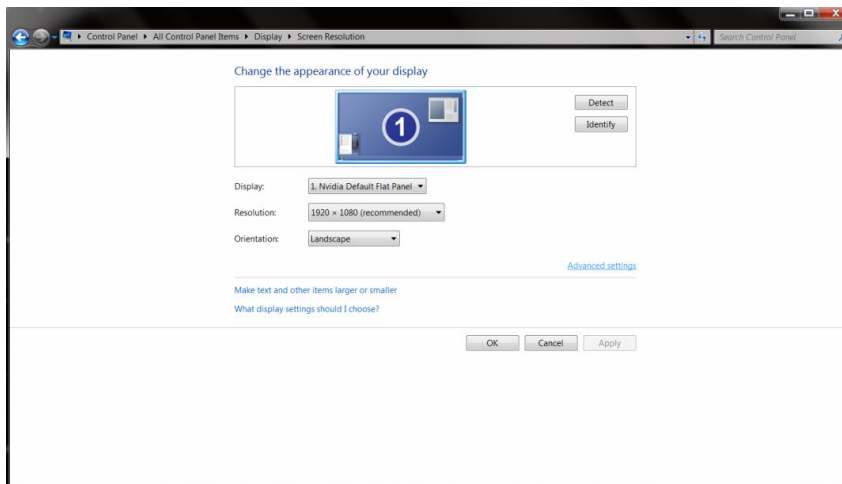 Control Panel ▸ All Control Panel Items ▸ Display ▸ Screen Resolution
Search Control Panel
Change the appearance of your display
1
Detect
Identify
Display: 1. Nvidia Default Flat Panel
Resolution: 1920 × 1080 (recommended)
Orientation: Landscape
Advanced settings
Make text and other items larger or smaller
What display settings should I choose?
OK Cancel Apply